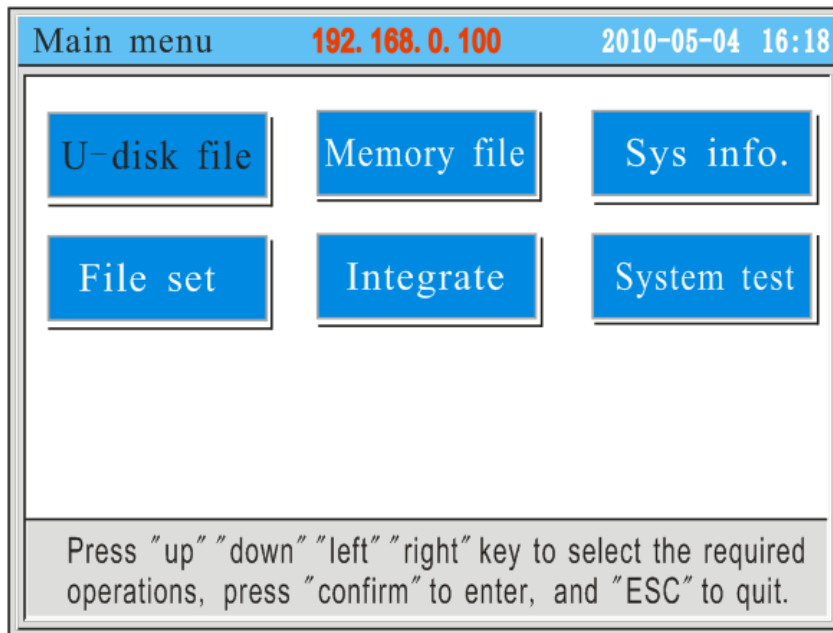 Main menu 192.168.0.100 2010-05-04 16:18
U-disk file Memory file Sys info.
File set Integrate System test
Press "up" "down" "left" "right" key to select the required
operations, press "confirm" to enter, and "ESC" to quit.